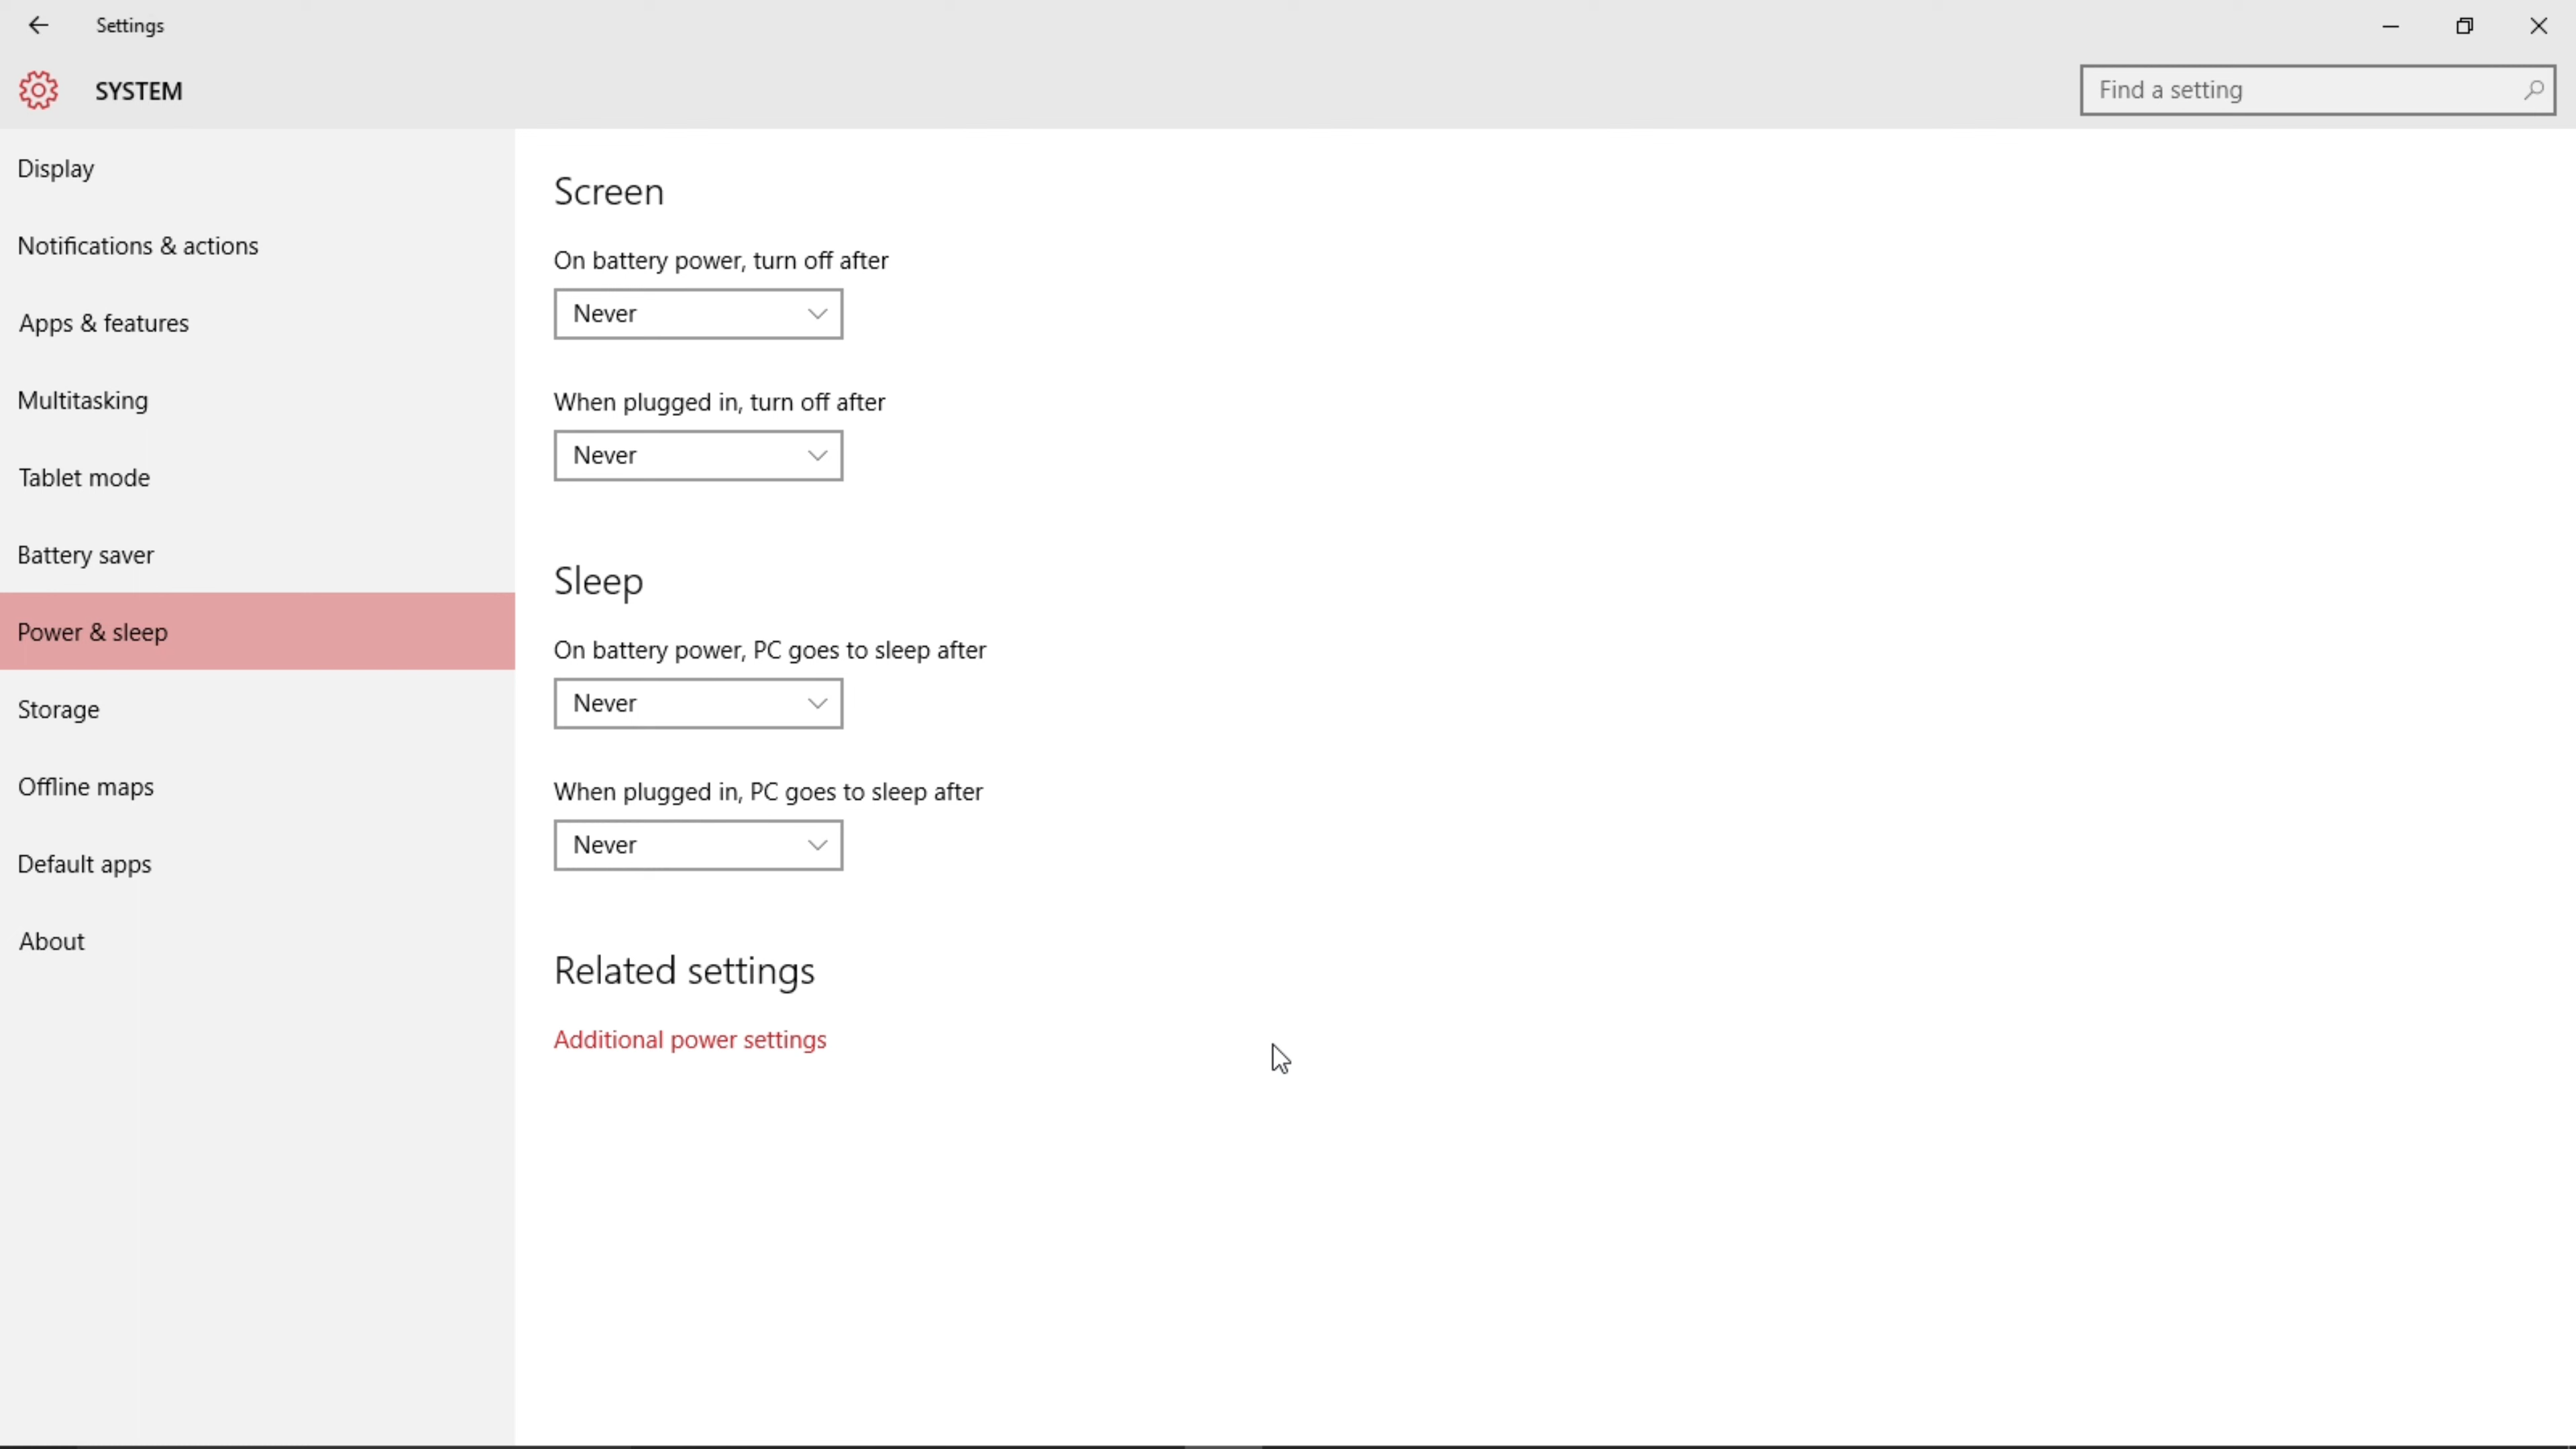 Settings
SYSTEM
Find a setting
Display
Notifications & actions
Apps & features
Multitasking
Tablet mode
Battery saver
Power & sleep
Storage
Offline maps
Default apps
About
Screen
On battery power, turn off after
Never
When plugged in, turn off after
Never
Sleep
On battery power, PC goes to sleep after
Never
When plugged in, PC goes to sleep after
Never
Related settings
Additional power settings